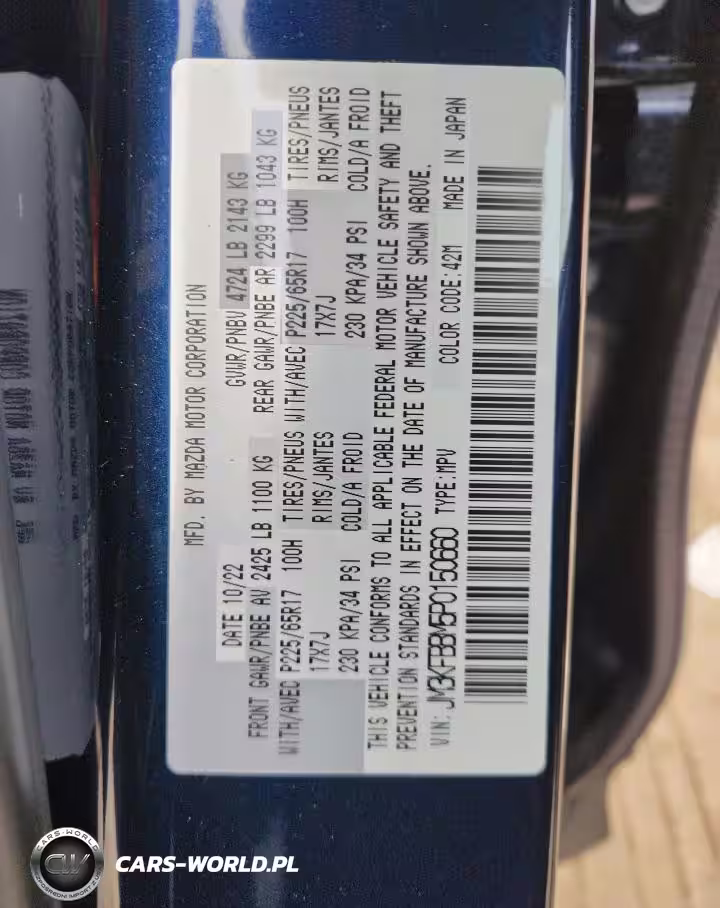 MFD. BY MAZDA MOTOR CORPORATION
DATE 10/22 GVWR/PNBV 4724 LB 2143 KG
FRONT GAWR/PNBE AV 2425 LB 1100 KG REAR GAWR/PNBE AR 2299 LB 1043 KG
WITH/AVEC P225/65R17 100H TIRES/PNEUS WITH/AVEC P225/65R17 100H TIRES/PNEUS
17X7J RIMS/JANTES 17X7J RIMS/JANTES
230 KPA/34 PSI COLD/A FROID 230 KPA/34 PSI COLD/A FROID
THIS VEHICLE CONFORMS TO ALL APPLICABLE FEDERAL MOTOR VEHICLE SAFETY AND THEFT
PREVENTION STANDARDS IN EFFECT ON THE DATE OF MANUFACTURE SHOWN ABOVE.
VIN: JM3KFBBM5P0150660 TYPE:MPV COLOR CODE:42M MADE IN JAPAN
CARS-WORLD
CW
CARS-WORLD.PL